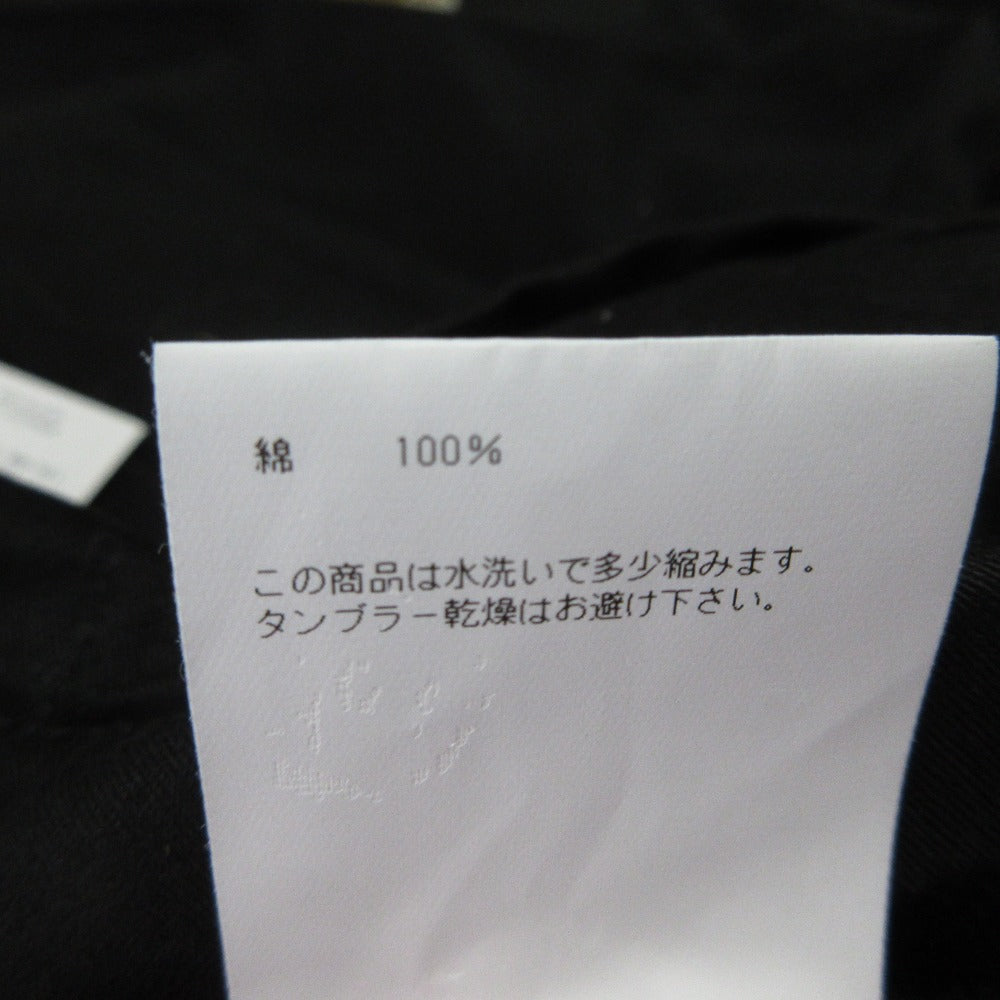 綿 100%
この商品は水洗いで多少縮みます。
タンブラー乾燥はお避け下さい。